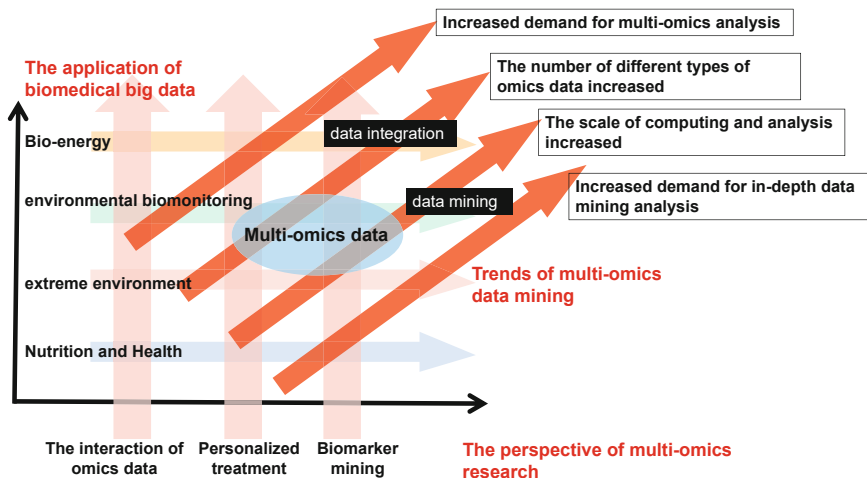 Increased demand for multi-omics analysis
The application of
biomedical big data
The number of different types of
omics data increased
Bio-energy
data integration
The scale of computing and analysis
increased
environmental biomonitoring
data mining
Increased demand for in-depth data
mining analysis
Multi-omics data
extreme environment
Trends of multi-omics
data mining
Nutrition and Health
The interaction of
omics data
Personalized
treatment
Biomarker
mining
The perspective of multi-omics
research